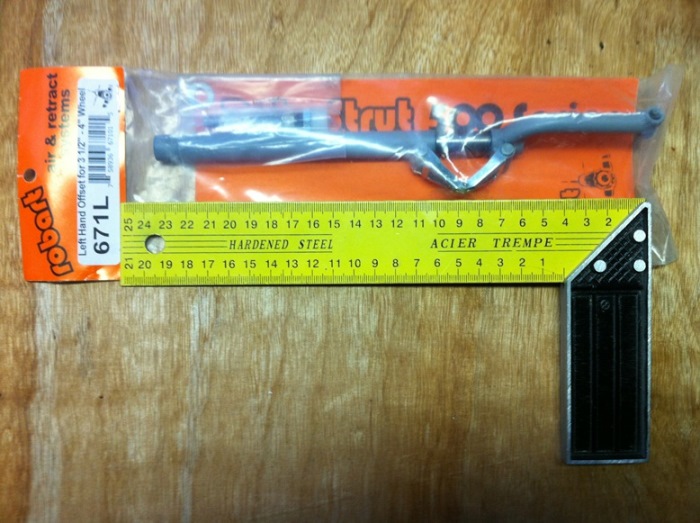 robart
air & retract
systems
Left Hand Offset for 3 1/2" - 4" Wheel
671L
Strut
25 24 23 22 21 20 19 18 17 16 15 14 13 12 11 10 9 8 7 6 5 4 3 2
HARDENED STEEL ACIER TREMPE
21 20 19 18 17 16 15 14 13 12 11 10 9 8 7 6 5 4 3 2 1